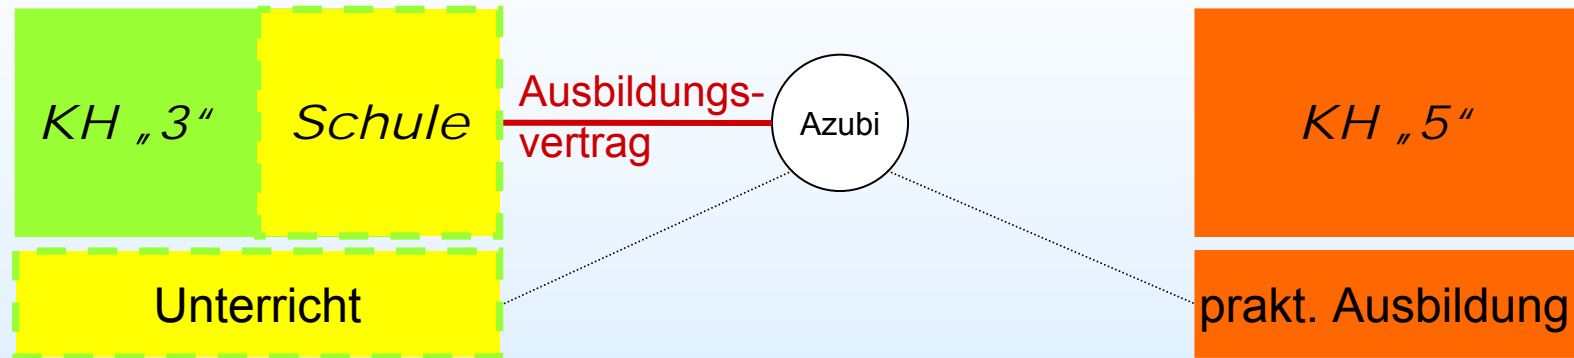 KH „3“
Schule
Ausbildungs-
vertrag
Azubi
KH „5“
Unterricht
prakt. Ausbildung